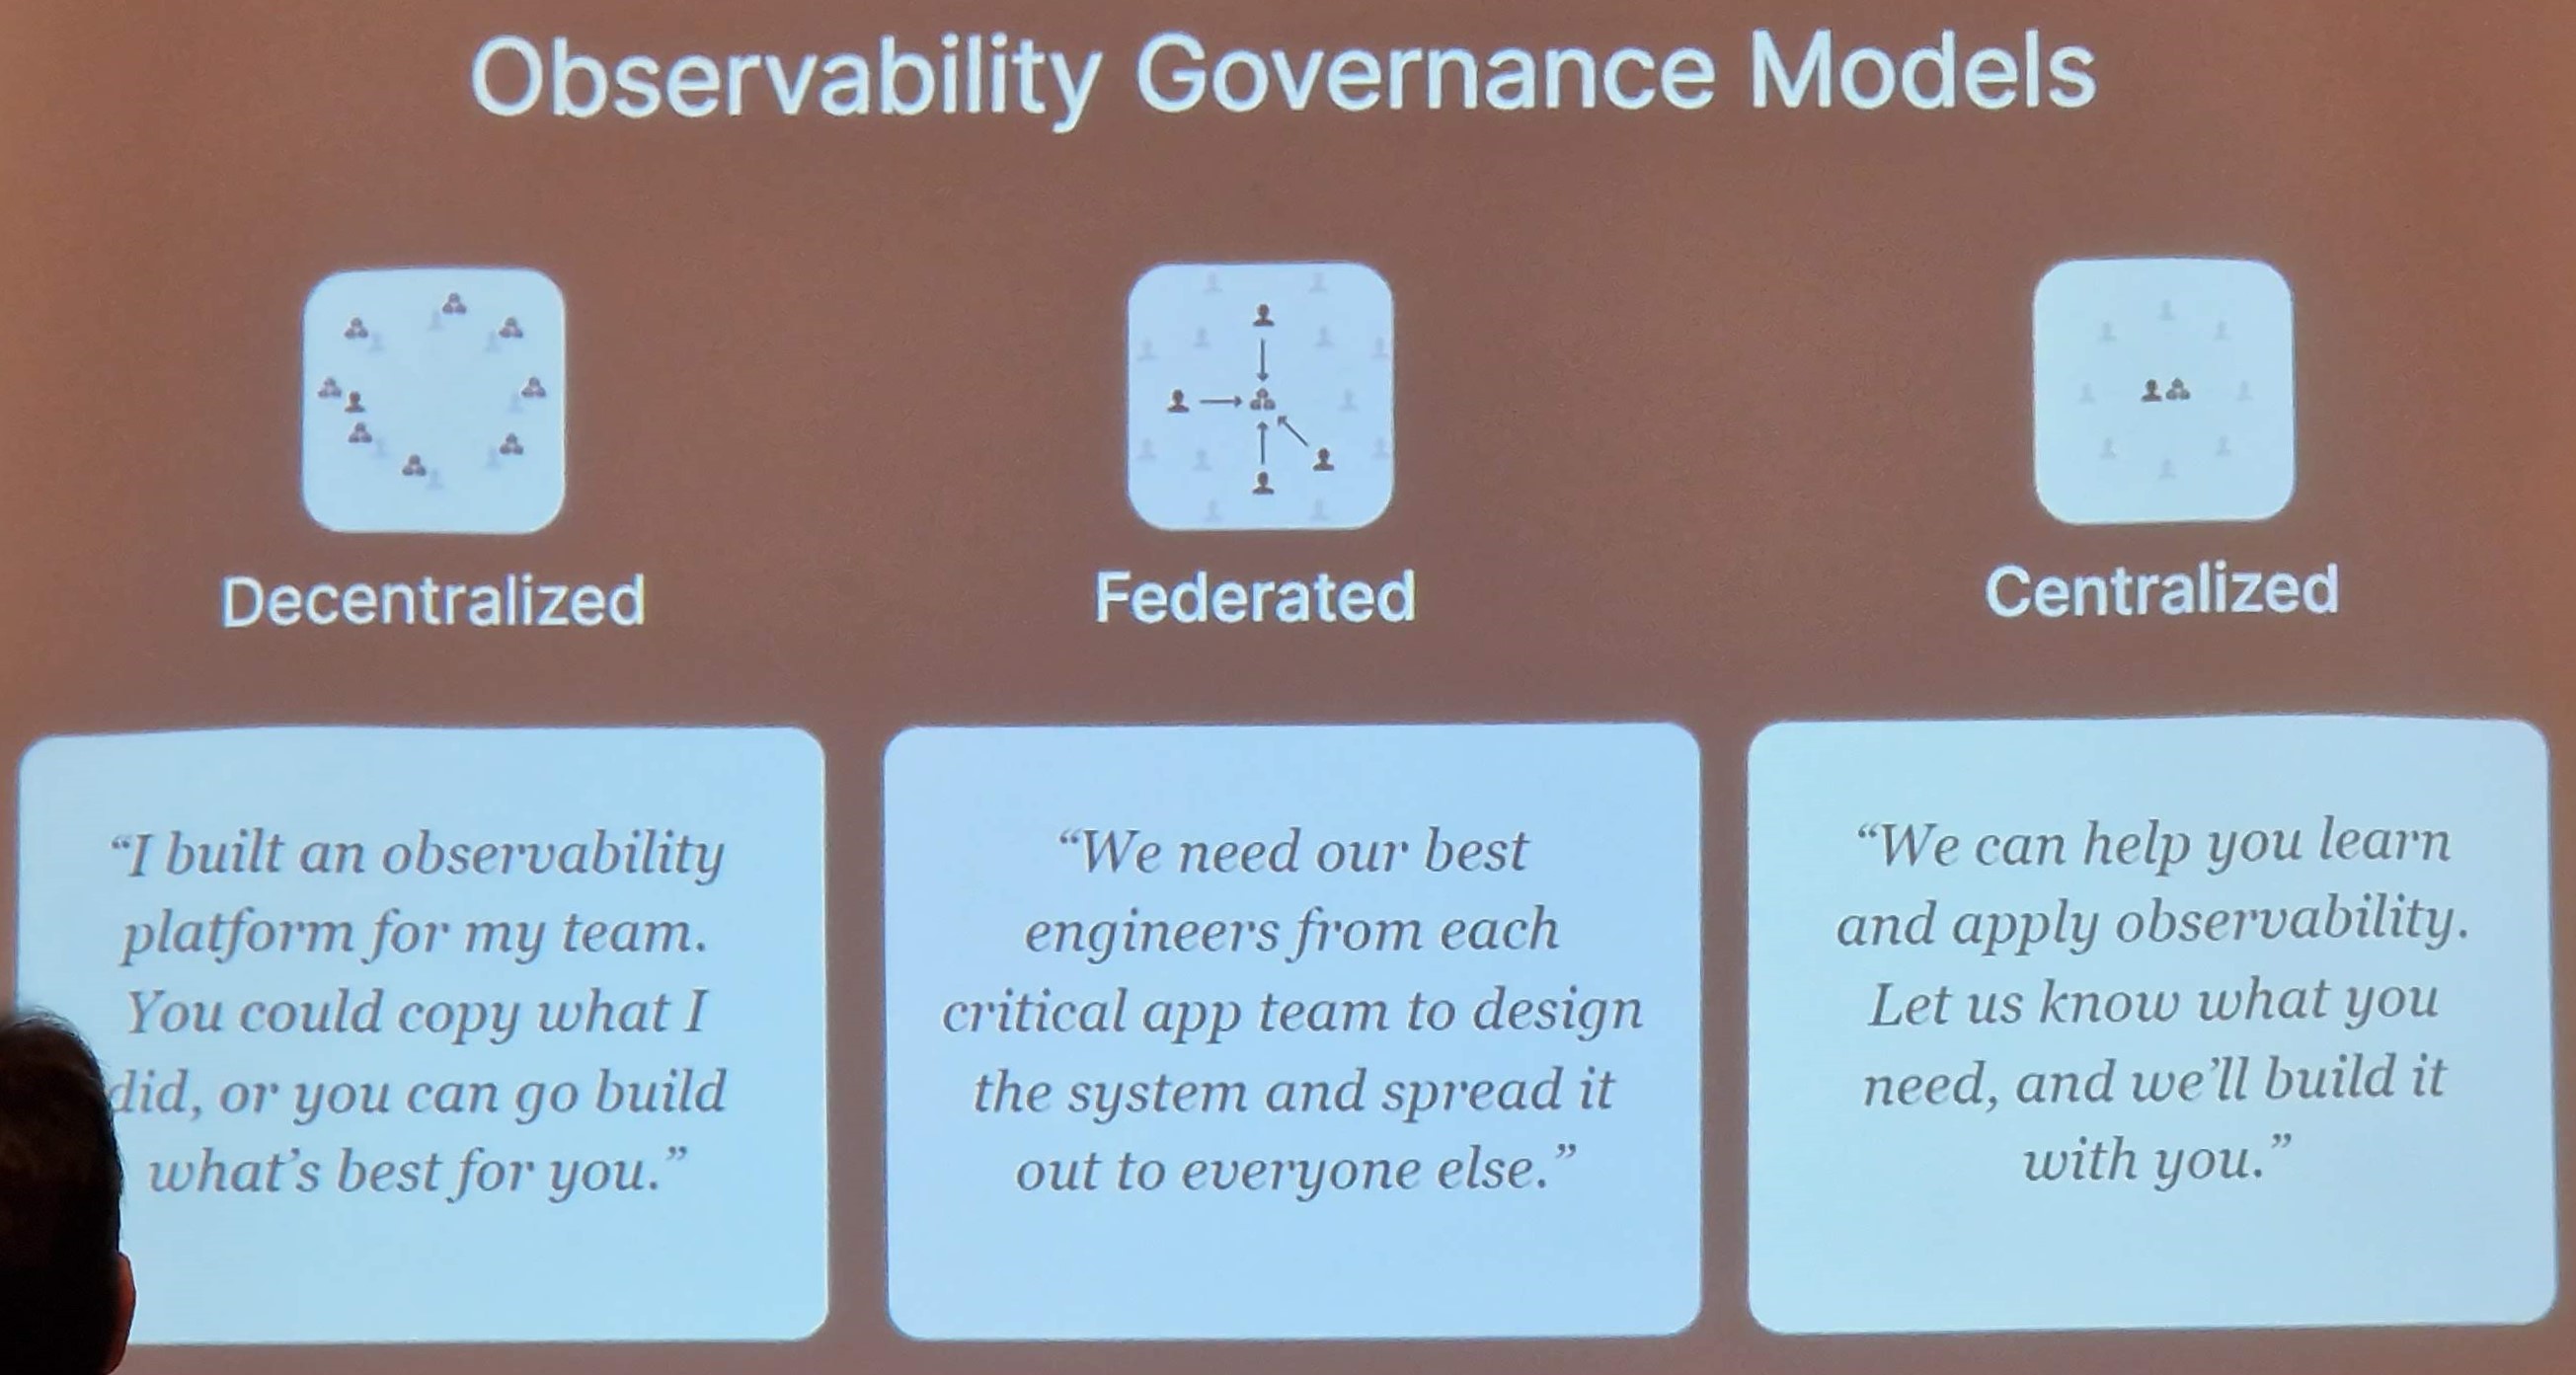 Observability Governance Models
Decentralized
Federated
Centralized
“I built an observability
platform for my team.
You could copy what I
did, or you can go build
what’s best for you.”
“We need our best
engineers from each
critical app team to design
the system and spread it
out to everyone else.”
“We can help you learn
and apply observability.
Let us know what you
need, and we’ll build it
with you.”